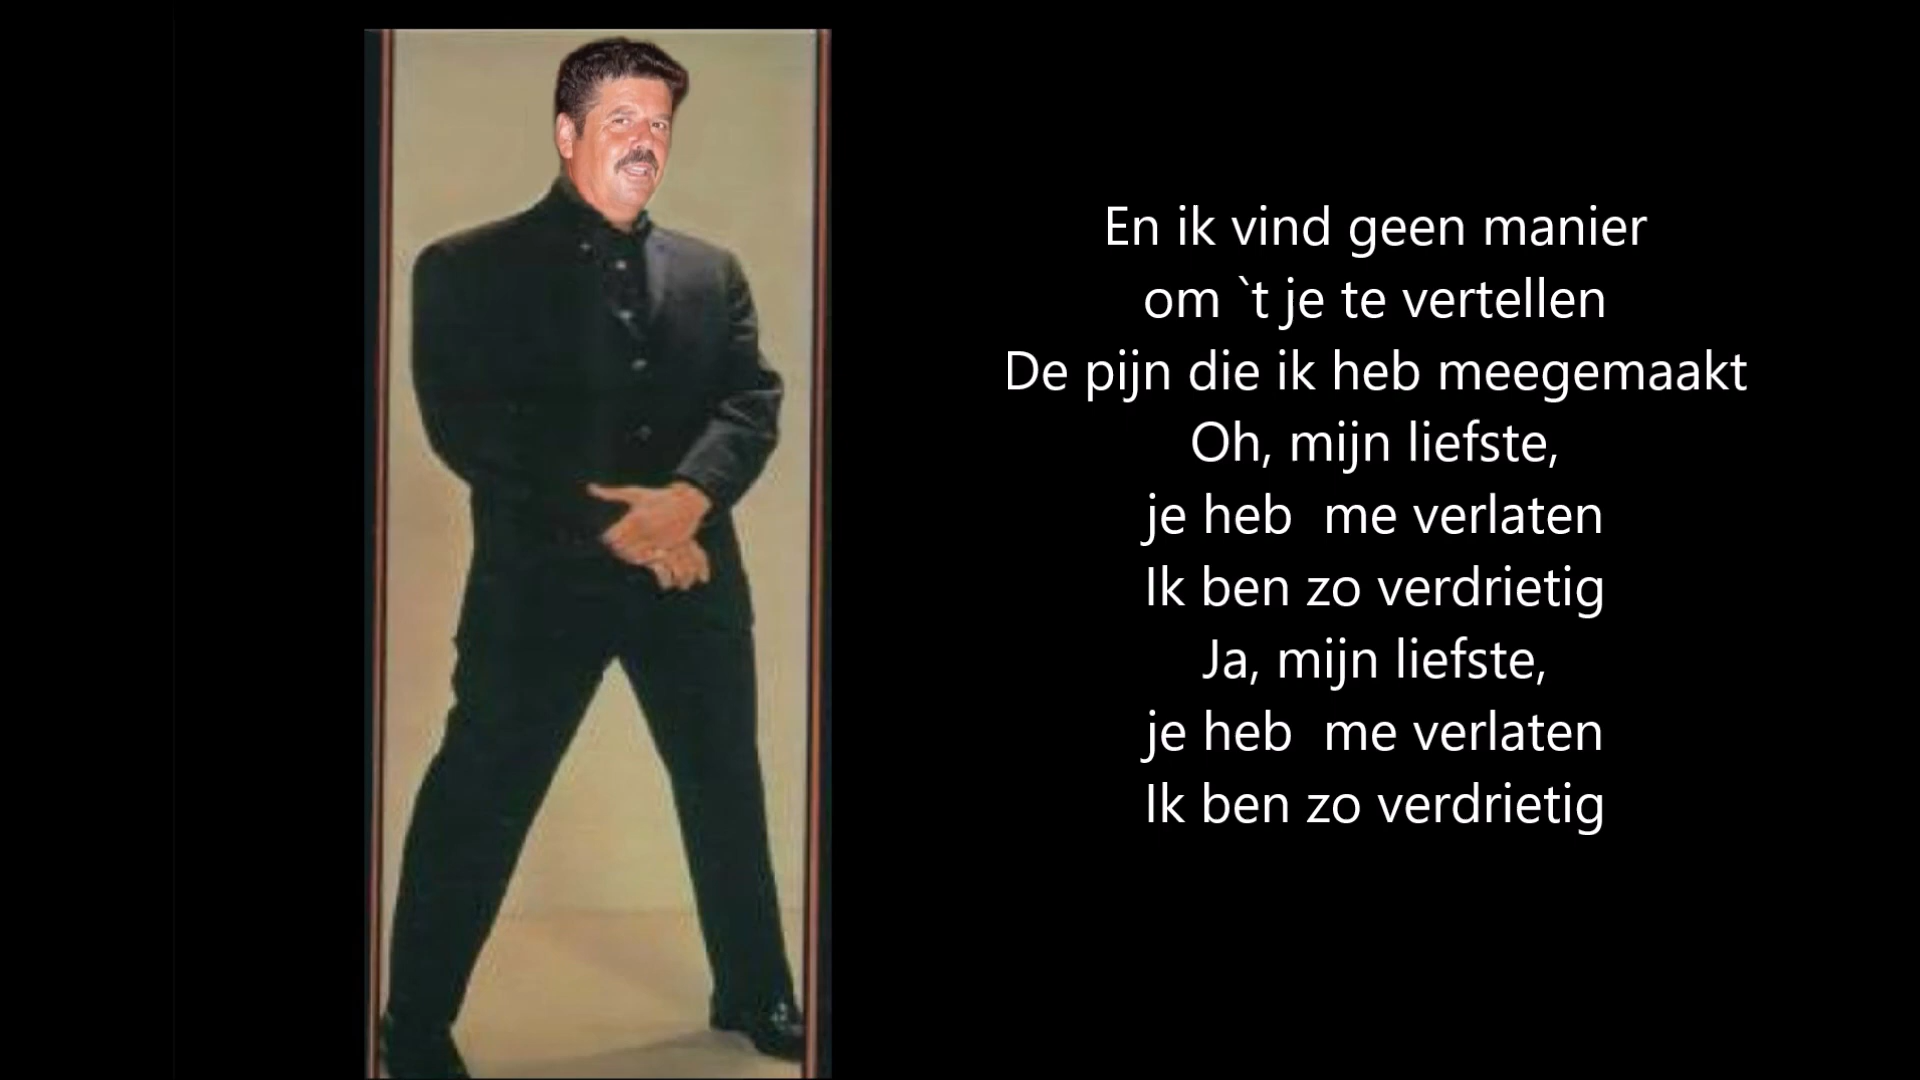 En ik vind geen manier
om `t je te vertellen
De pijn die ik heb meegemaakt
Oh, mijn liefste,
je heb  me verlaten
Ik ben zo verdrietig
Ja, mijn liefste,
je heb  me verlaten
Ik ben zo verdrietig